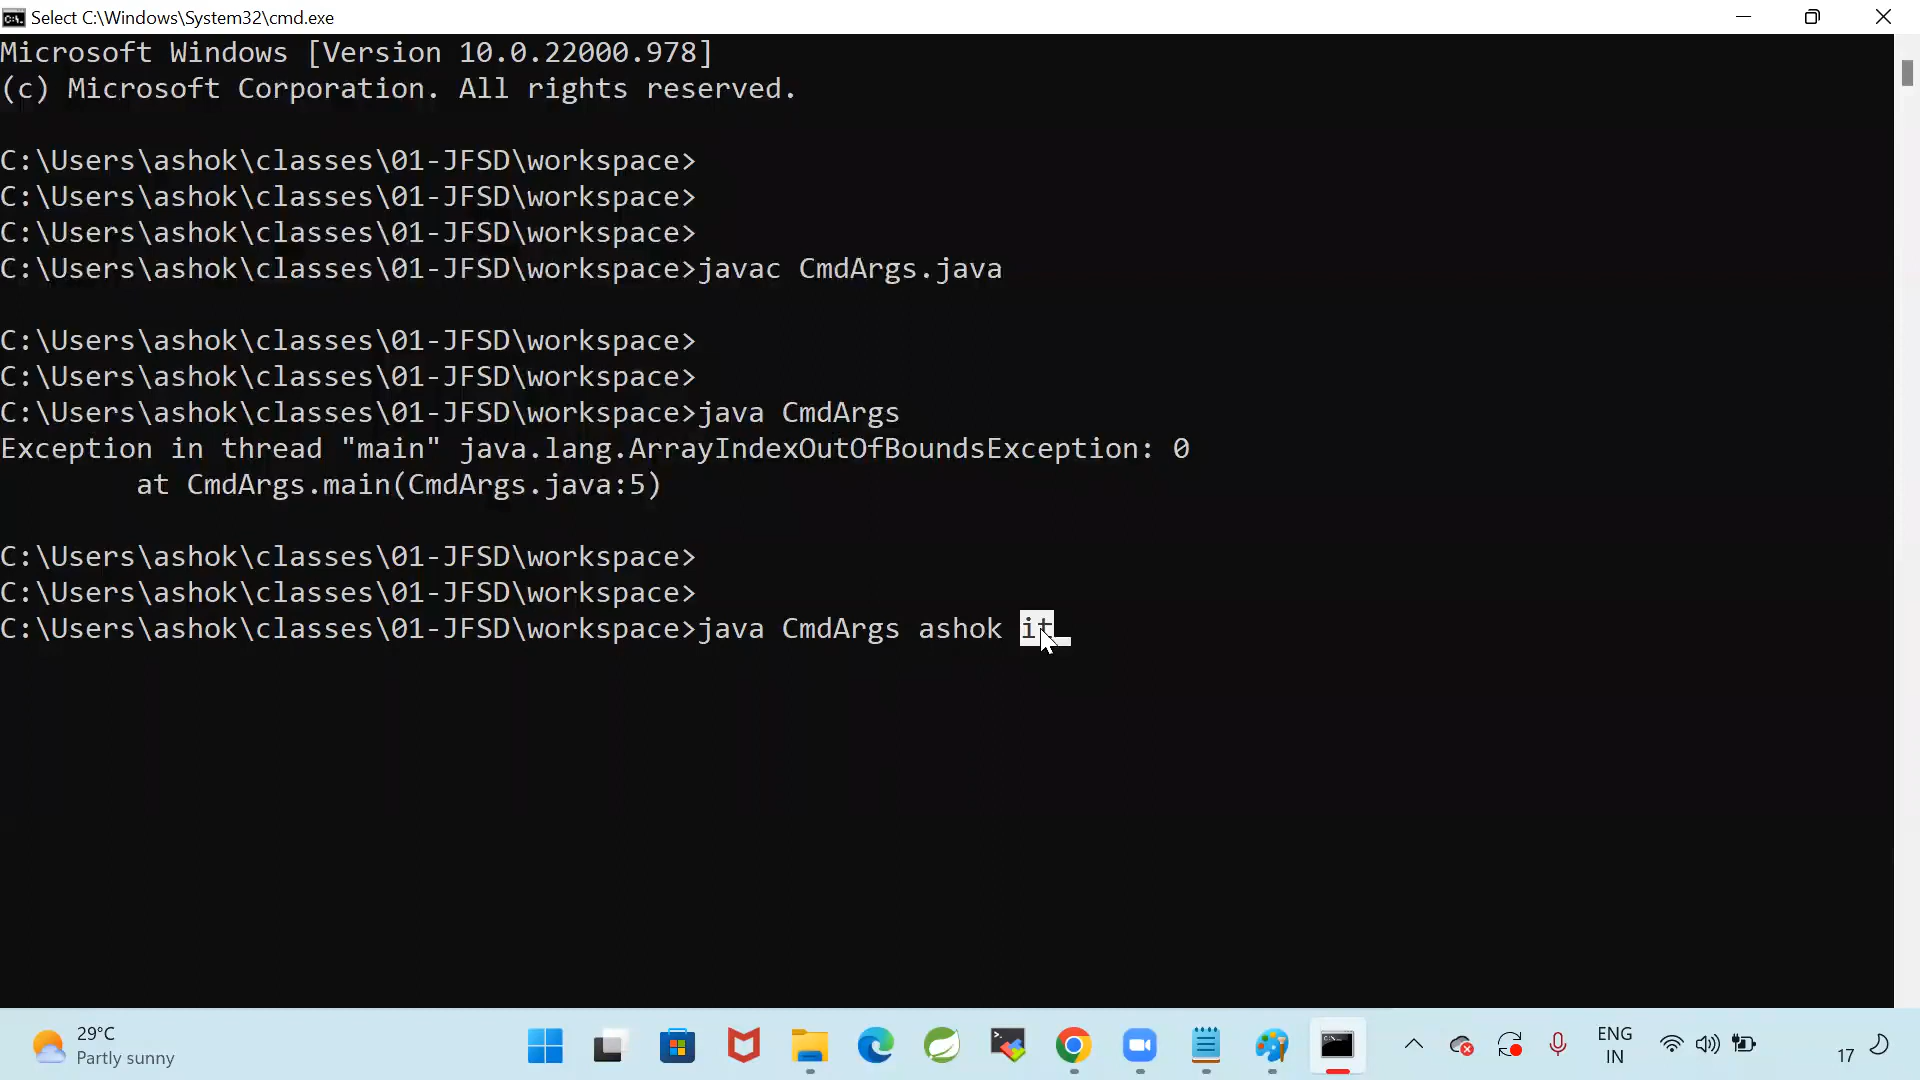 Select C:\Windows\System32\cmd.exe
Microsoft Windows [Version 10.0.22000.978]
(c) Microsoft Corporation. All rights reserved.
C:\Users\ashok\classes\01-JFSD\workspace>
C:\Users\ashok\classes\01-JFSD\workspace>
C:\Users\ashok\classes\01-JFSD\workspace>
C:\Users\ashok\classes\01-JFSD\workspace>javac CmdArgs.java
C:\Users\ashok\classes\01-JFSD\workspace>
C:\Users\ashok\classes\01-JFSD\workspace>
C:\Users\ashok\classes\01-JFSD\workspace>java CmdArgs
Exception in thread "main" java.lang.ArrayIndexOutOfBoundsException: 0
at CmdArgs.main(CmdArgs.java:5)
C:\Users\ashok\classes\01-JFSD\workspace>
C:\Users\ashok\classes\01-JFSD\workspace>
C:\Users\ashok\classes\01-JFSD\workspace>java CmdArgs ashok it
29°C
Partly sunny
ENG
IN
17